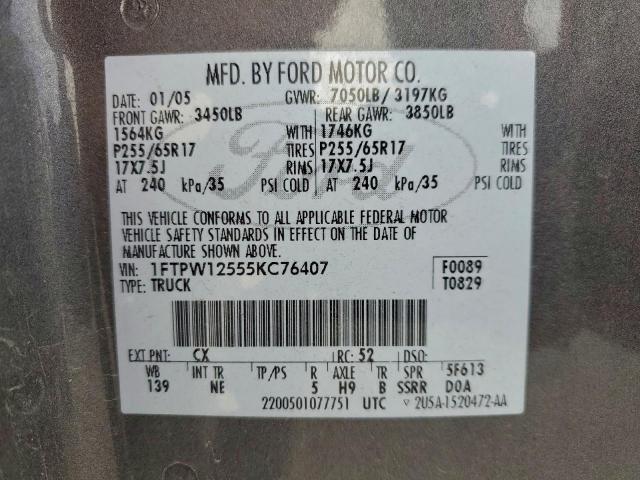 MFD. BY FORD MOTOR CO.
DATE: 01/05 GVWR: 7050LB / 3197KG
FRONT GAWR: 3450LB REAR GAWR: 3850LB
1564KG WITH 1746KG WITH
P255/65R17 TIRES P255/65R17 TIRES
17X7.5J RIMS 17X7.5J RIMS
AT 240 kPa/35 PSI COLD AT 240 kPa/35 PSI COLD
Ford
THIS VEHICLE CONFORMS TO ALL APPLICABLE FEDERAL MOTOR
VEHICLE SAFETY STANDARDS IN EFFECT ON THE DATE OF
MANUFACTURE SHOWN ABOVE.
VIN: 1FTPW12555KC76407 F0089
TYPE: TRUCK T0829
EXT PNT: CX RC: 52 DSO:
WB INT TR TP/PS R AXLE TR SPR 5F613
139 NE 5 H9 B SSRR DOA
2200501077751 UTC ▽ 2U5A-1520472-AA